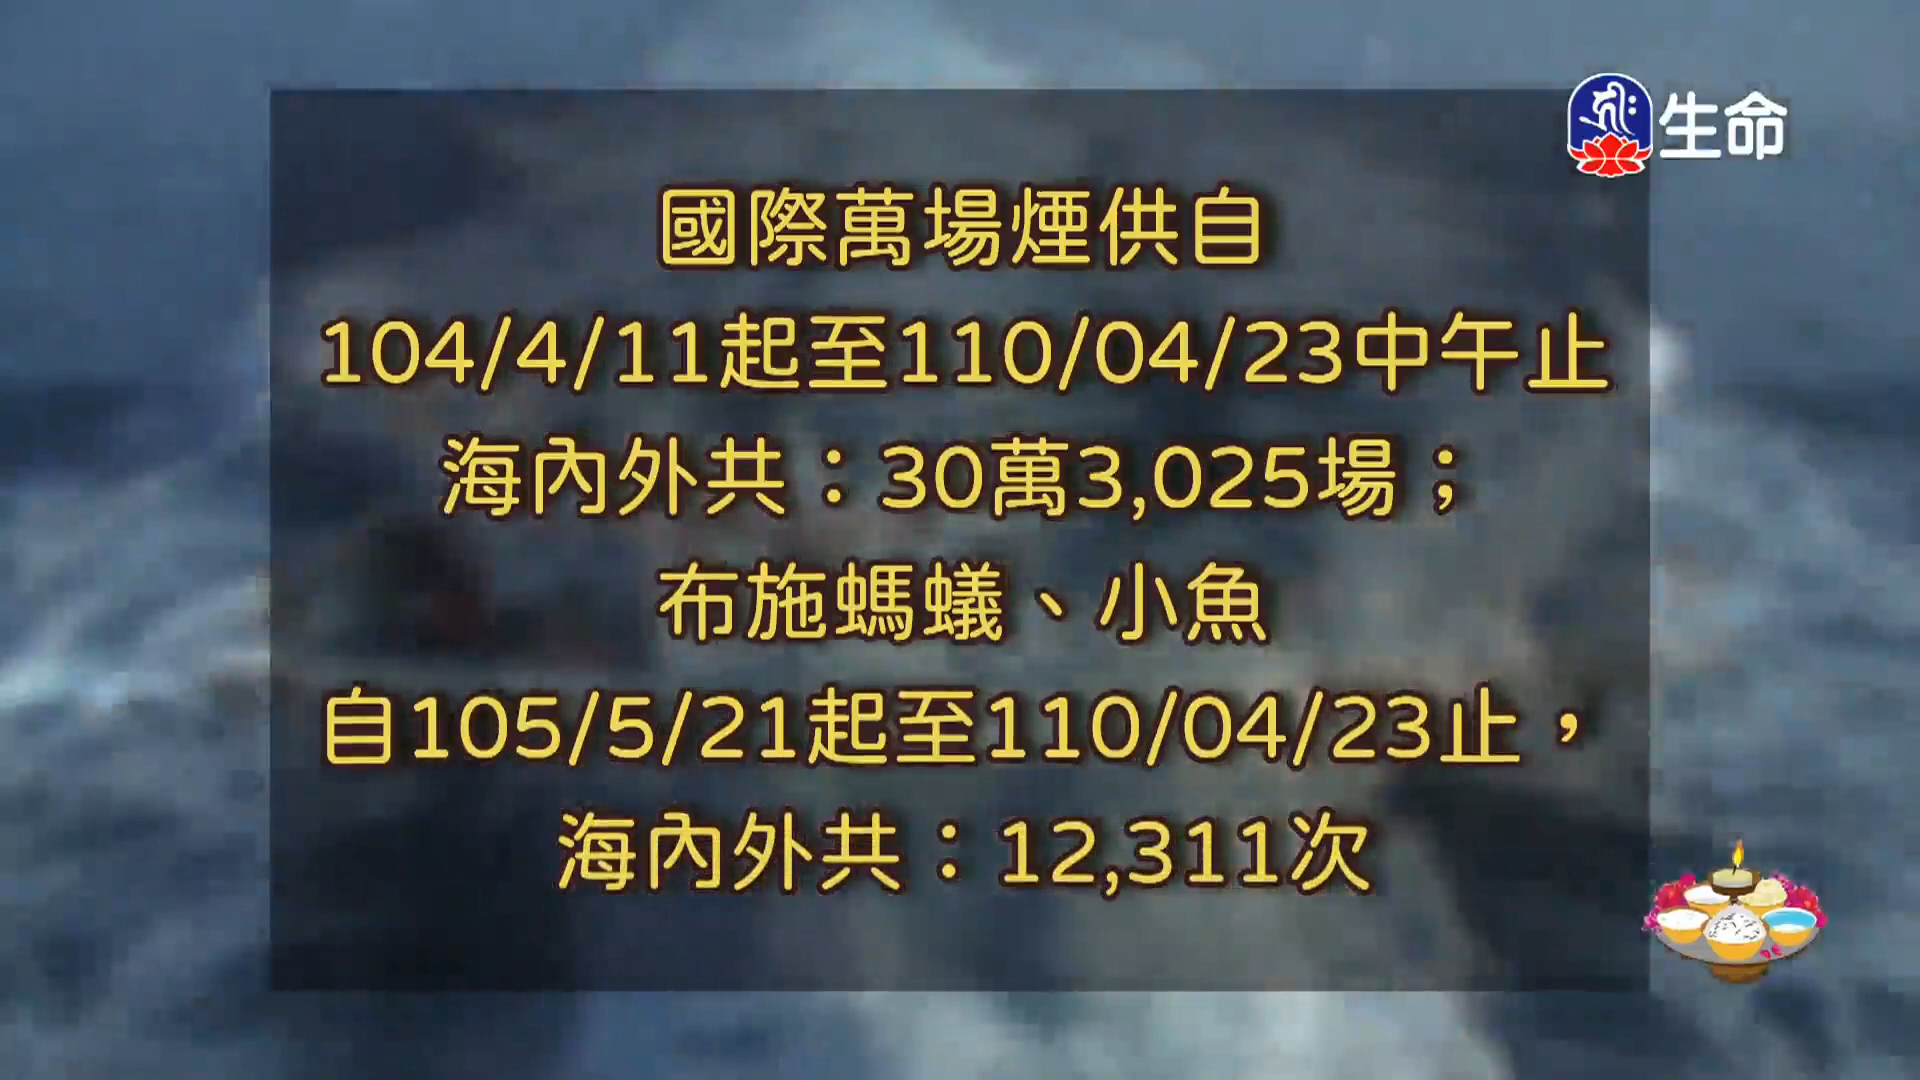 生命
國際萬場煙供自
104/4/11起至110/04/23中午止
海內外共：30萬3,025場；
布施螞蟻、小魚
自105/5/21起至110/04/23止，
海內外共：12,311次